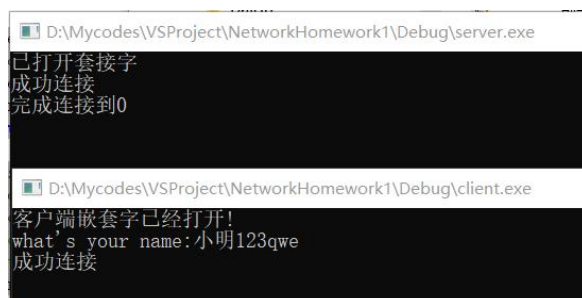 D:\Mycodes\VSProject\NetworkHomework1\Debug\server.exe
已打开套接字
成功连接
完成连接到0
D:\Mycodes\VSProject\NetworkHomework1\Debug\client.exe
客户端嵌套字已经打开!
what's your name:小明123qwe
成功连接